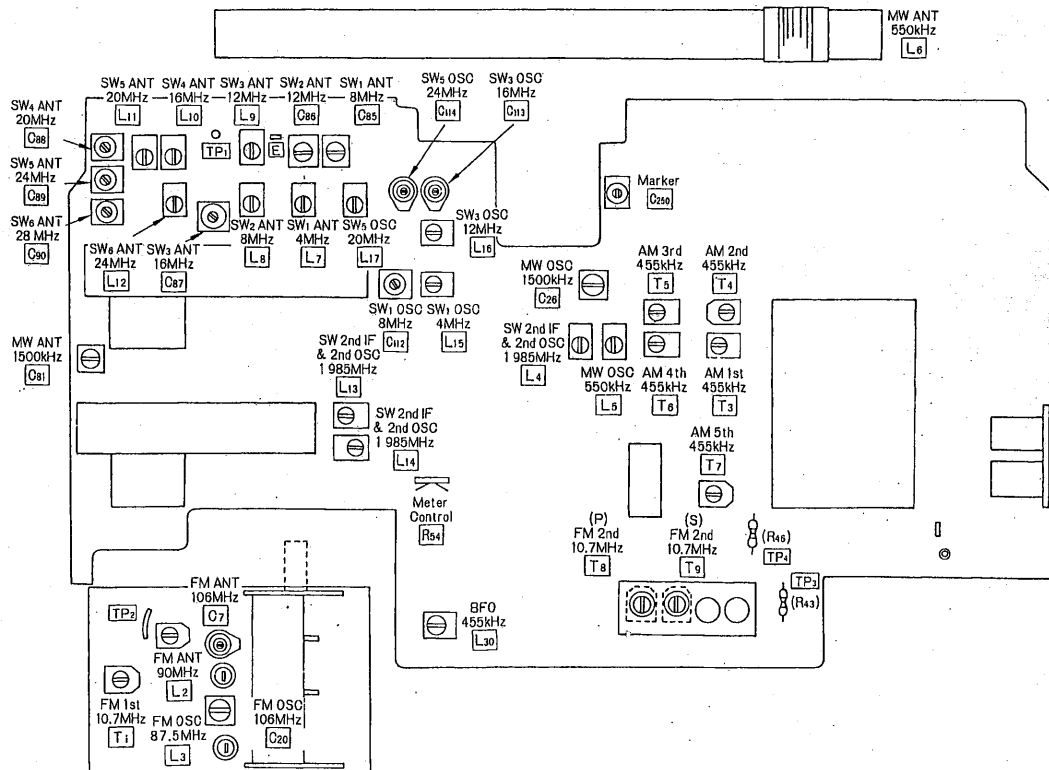 MW ANT
550kHz
L6
SW5 ANT
20MHz
L11
SW4 ANT
16MHz
L10
SW3 ANT
12MHz
L9
SW2 ANT
12MHz
C86
SW1 ANT
8MHz
C85
SW5 OSC
24MHz
C114
SW3 OSC
16MHz
C113
SW4 ANT
20MHz
C88
TP1
E
SW5 ANT
24MHz
C89
Marker
C250
SW6 ANT
28 MHz
C90
SW6 ANT
24MHz
L12
SW3 ANT
16MHz
C87
SW2 ANT
8MHz
L8
SW1 ANT
4MHz
L7
SW5 OSC
20MHz
L17
SW3 OSC
12MHz
L16
MW OSC
1500kHz
C26
AM 3rd
455kHz
T5
AM 2nd
455kHz
T4
SW1 OSC
8MHz
C112
SW1 OSC
4MHz
L15
MW ANT
1500kHz
C81
SW 2nd IF
& 2nd OSC
1 985MHz
L13
SW 2nd IF
& 2nd OSC
1 985MHz
L4
MW OSC
550kHz
L5
AM 4th
455kHz
T6
AM 1st
455kHz
T3
SW 2nd IF
& 2nd OSC
1 985MHz
L14
AM 5th
455kHz
T7
Meter
Control
R54
(P)
FM 2nd
10.7MHz
T8
(S)
FM 2nd
10.7MHz
T9
(R46)
TP4
TP3
(R43)
FM ANT
106MHz
C7
TP2
BFO
455kHz
L30
FM ANT
90MHz
L2
FM 1st
10.7MHz
T1
FM OSC
87.5MHz
L3
FM OSC
106MHz
C20